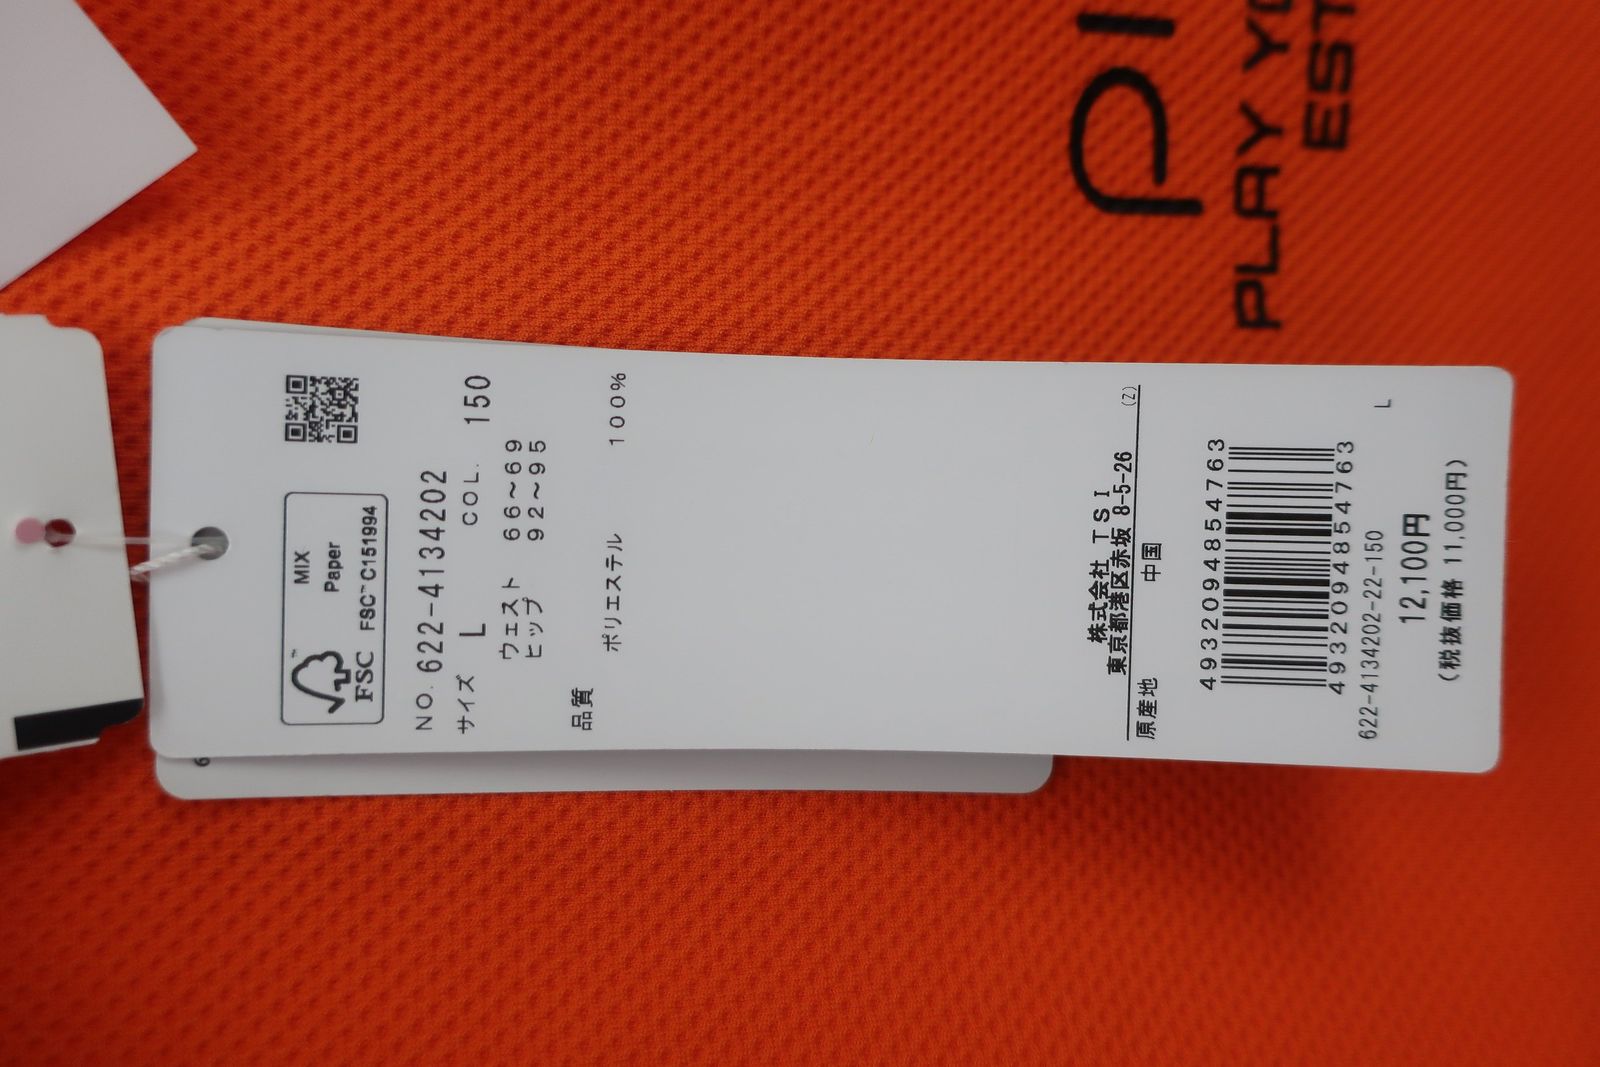 MIX
Paper
FSC™ C151994
FSC
NO. 622-4134202
サイズ L COL. 150
ウェスト 66~69
ヒップ 92~95
品質
ポリエステル 100%
株式会社 TSI
東京都港区赤坂 8-5-26 (Z)
原産地 中国
4932094854763
4932094854763
622-4134202-22-150 L
12,100円
(税抜価格 11,000円)
PLAY
EST